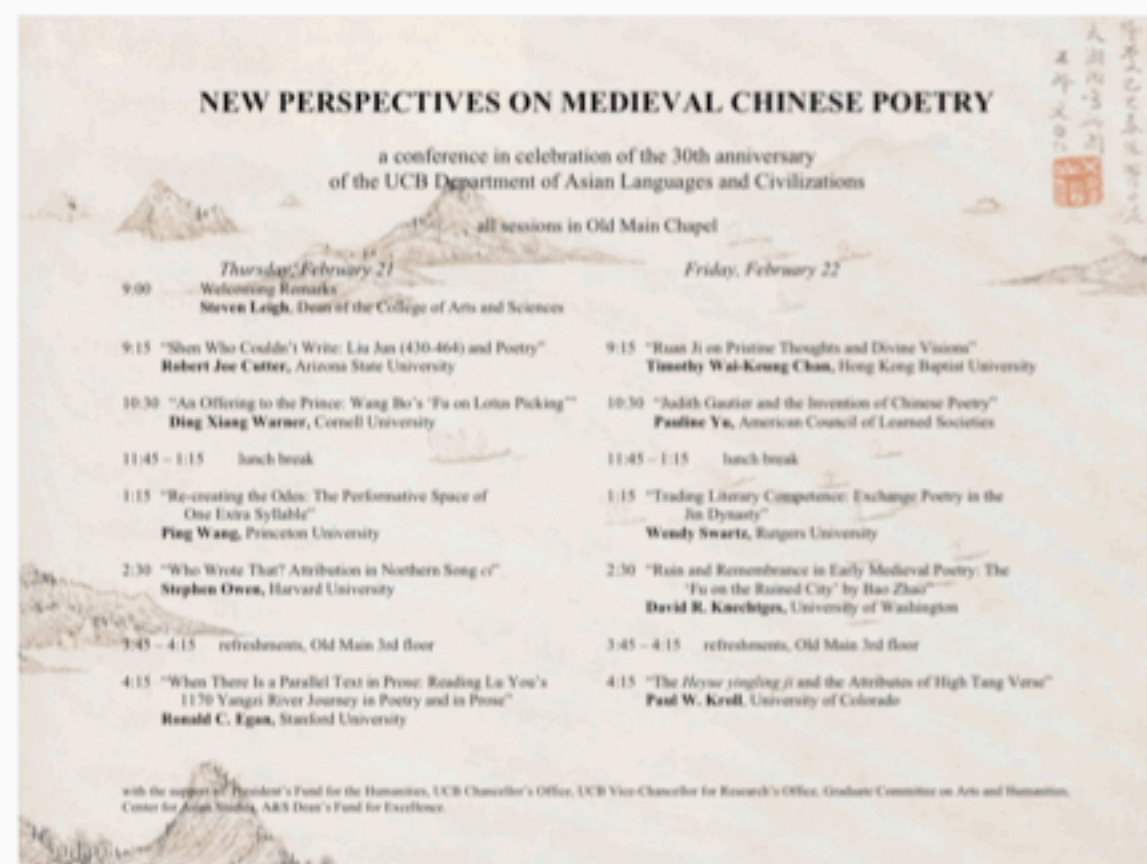 NEW PERSPECTIVES ON MEDIEVAL CHINESE POETRY
a conference in celebration of the 30th anniversary
of the UCB Department of Asian Languages and Civilizations
all sessions in Old Main Chapel
Thursday, February 21
9:00 Welcoming Remarks
Steven Leigh, Dean of the College of Arts and Sciences
9:15 "Shen Who Couldn't Write: Liu Jun (430-464) and Poetry"
Robert Joe Cutter, Arizona State University
10:30 "An Offering to the Prince: Wang Bo's 'Fu on Lotus Picking'"
Ding Xiang Warner, Cornell University
11:45 – 1:15 lunch break
1:15 "Re-creating the Odes: The Performative Space of
One Extra Syllable"
Ping Wang, Princeton University
2:30 "Who Wrote That? Attribution in Northern Song ci"
Stephen Owen, Harvard University
3:45 – 4:15 refreshments, Old Main 3rd floor
4:15 "When There Is a Parallel Text in Prose: Reading Lu You's
1170 Yangzi River Journey in Poetry and in Prose"
Ronald C. Egan, Stanford University
Friday, February 22
9:15 "Ruan Ji on Pristine Thoughts and Divine Visions"
Timothy Wai-Keung Chan, Hong Kong Baptist University
10:30 "Judith Gautier and the Invention of Chinese Poetry"
Pauline Yu, American Council of Learned Societies
11:45 – 1:15 lunch break
1:15 "Trading Literary Competence: Exchange Poetry in the
Jin Dynasty"
Wendy Swartz, Rutgers University
2:30 "Ruin and Remembrance in Early Medieval Poetry: The
'Fu on the Ruined City' by Bao Zhao"
David R. Knechtges, University of Washington
3:45 – 4:15 refreshments, Old Main 3rd floor
4:15 "The Heyue yingling ji and the Attributes of High Tang Verse"
Paul W. Kroll, University of Colorado
with the support of President's Fund for the Humanities, UCB Chancellor's Office, UCB Vice-Chancellor for Research's Office, Graduate Committee on Arts and Humanities,
Center for Asian Studies, A&S Dean's Fund for Excellence.